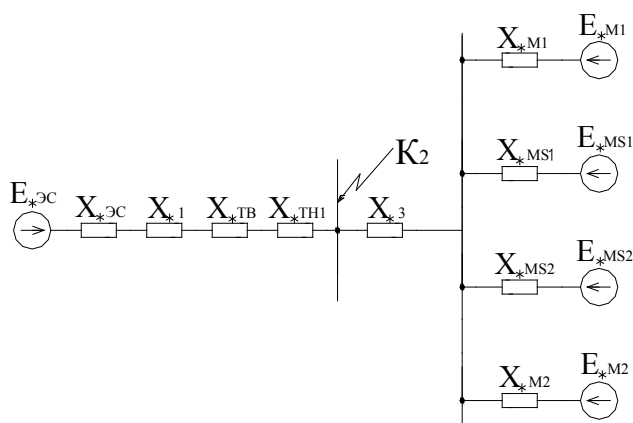 E*ЭС
X*ЭС
X*1
X*ТВ
X*ТН1
К2
X*3
X*М1
E*М1
X*MS1
E*MS1
X*MS2
E*MS2
X*М2
E*М2